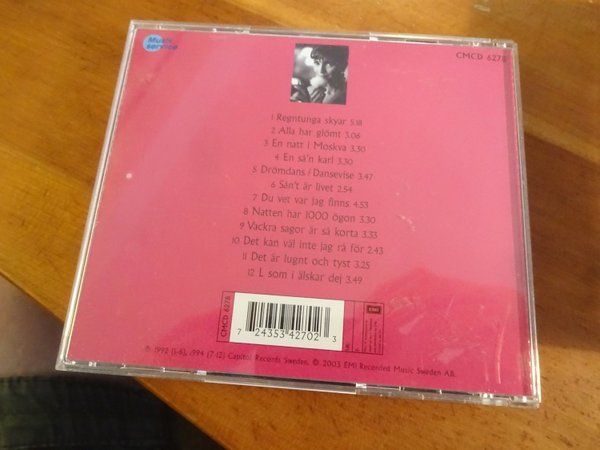 Music service
CMCD 6278
1 Regntunga skyar 5.18
2 Alla har glömt 3.06
3 En natt i Moskva 3.30
4 En så'n karl 3.30
5 Drömdans/Dansevise 3.47
6 Sån't är livet 2.54
7 Du vet var jag finns 4.53
8 Natten har 1000 ögon 3.30
9 Vackra sagor är så korta 3.33
10 Det kan väl inte jag rå för 2.43
11 Det är lugnt och tyst 3.25
12 L som i älskar dej 3.49
CMCD 6278
EMI
7 24353 42702 3
℗ 1992 (1-6), 1994 (7-12) Capitol Records Sweden. © 2003 EMI Recorded Music Sweden AB.